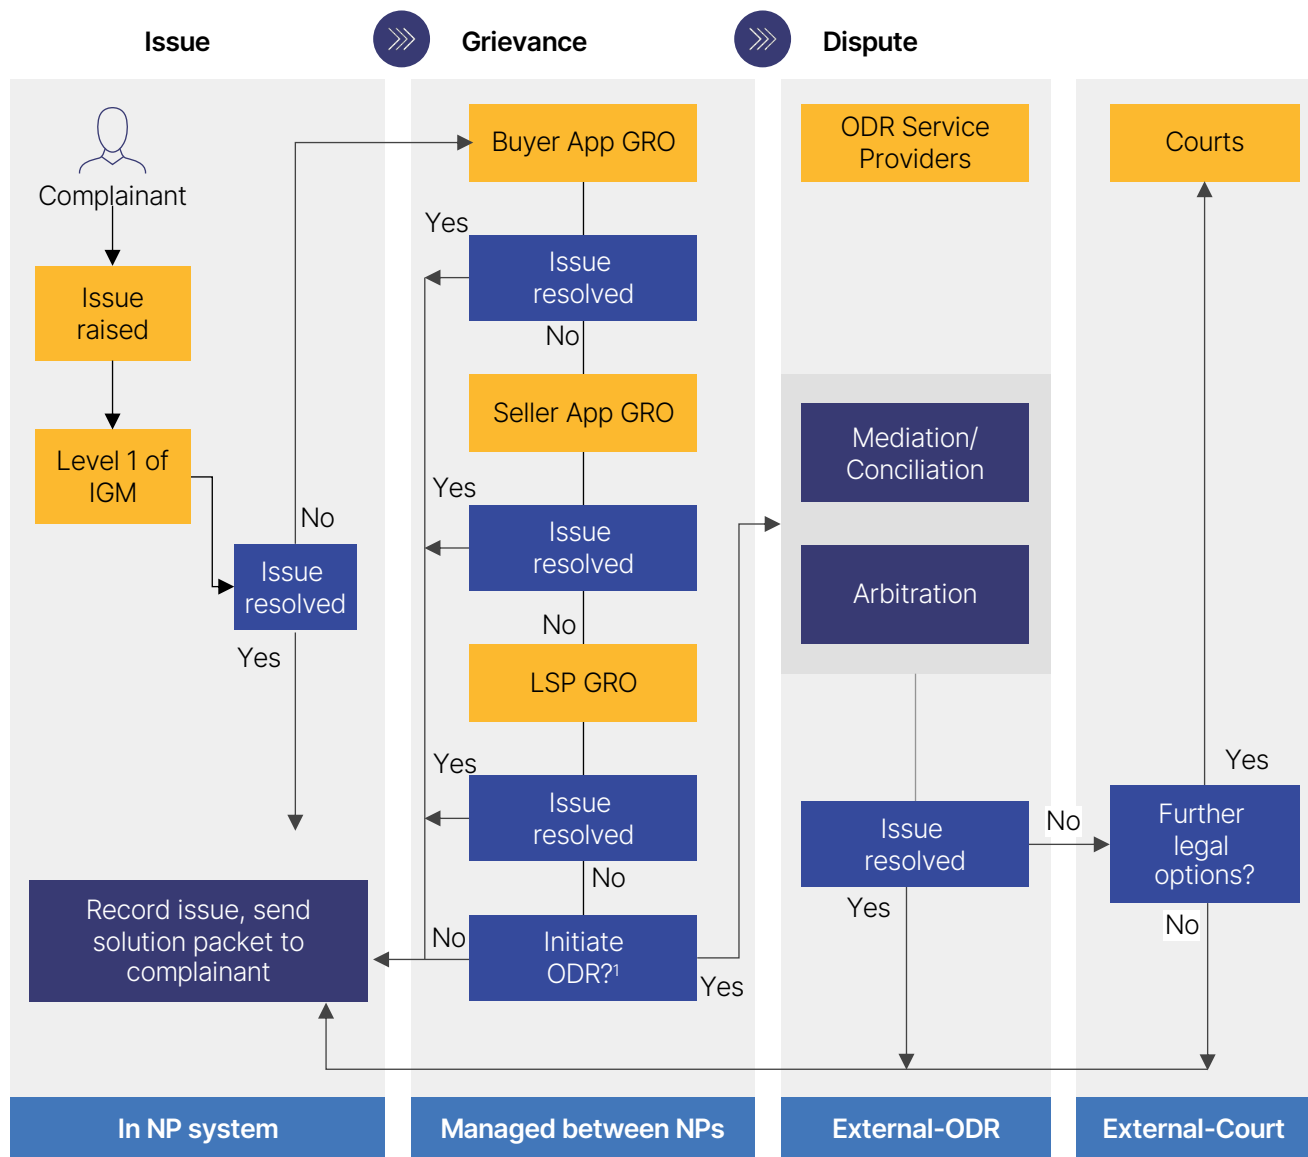 Issue
Grievance
Dispute
Complainant
Issue
raised
Level 1 of
IGM
No
Issue
resolved
Yes
Record issue, send
solution packet to
complainant
In NP system
Buyer App GRO
Yes
Issue
resolved
No
Seller App GRO
Yes
Issue
resolved
No
LSP GRO
Yes
Issue
resolved
No
No
Initiate
ODR?¹
Yes
Managed between NPs
ODR Service
Providers
Mediation/
Conciliation
Arbitration
Issue
resolved
No
Yes
External-ODR
Courts
Yes
Further
legal
options?
No
External-Court